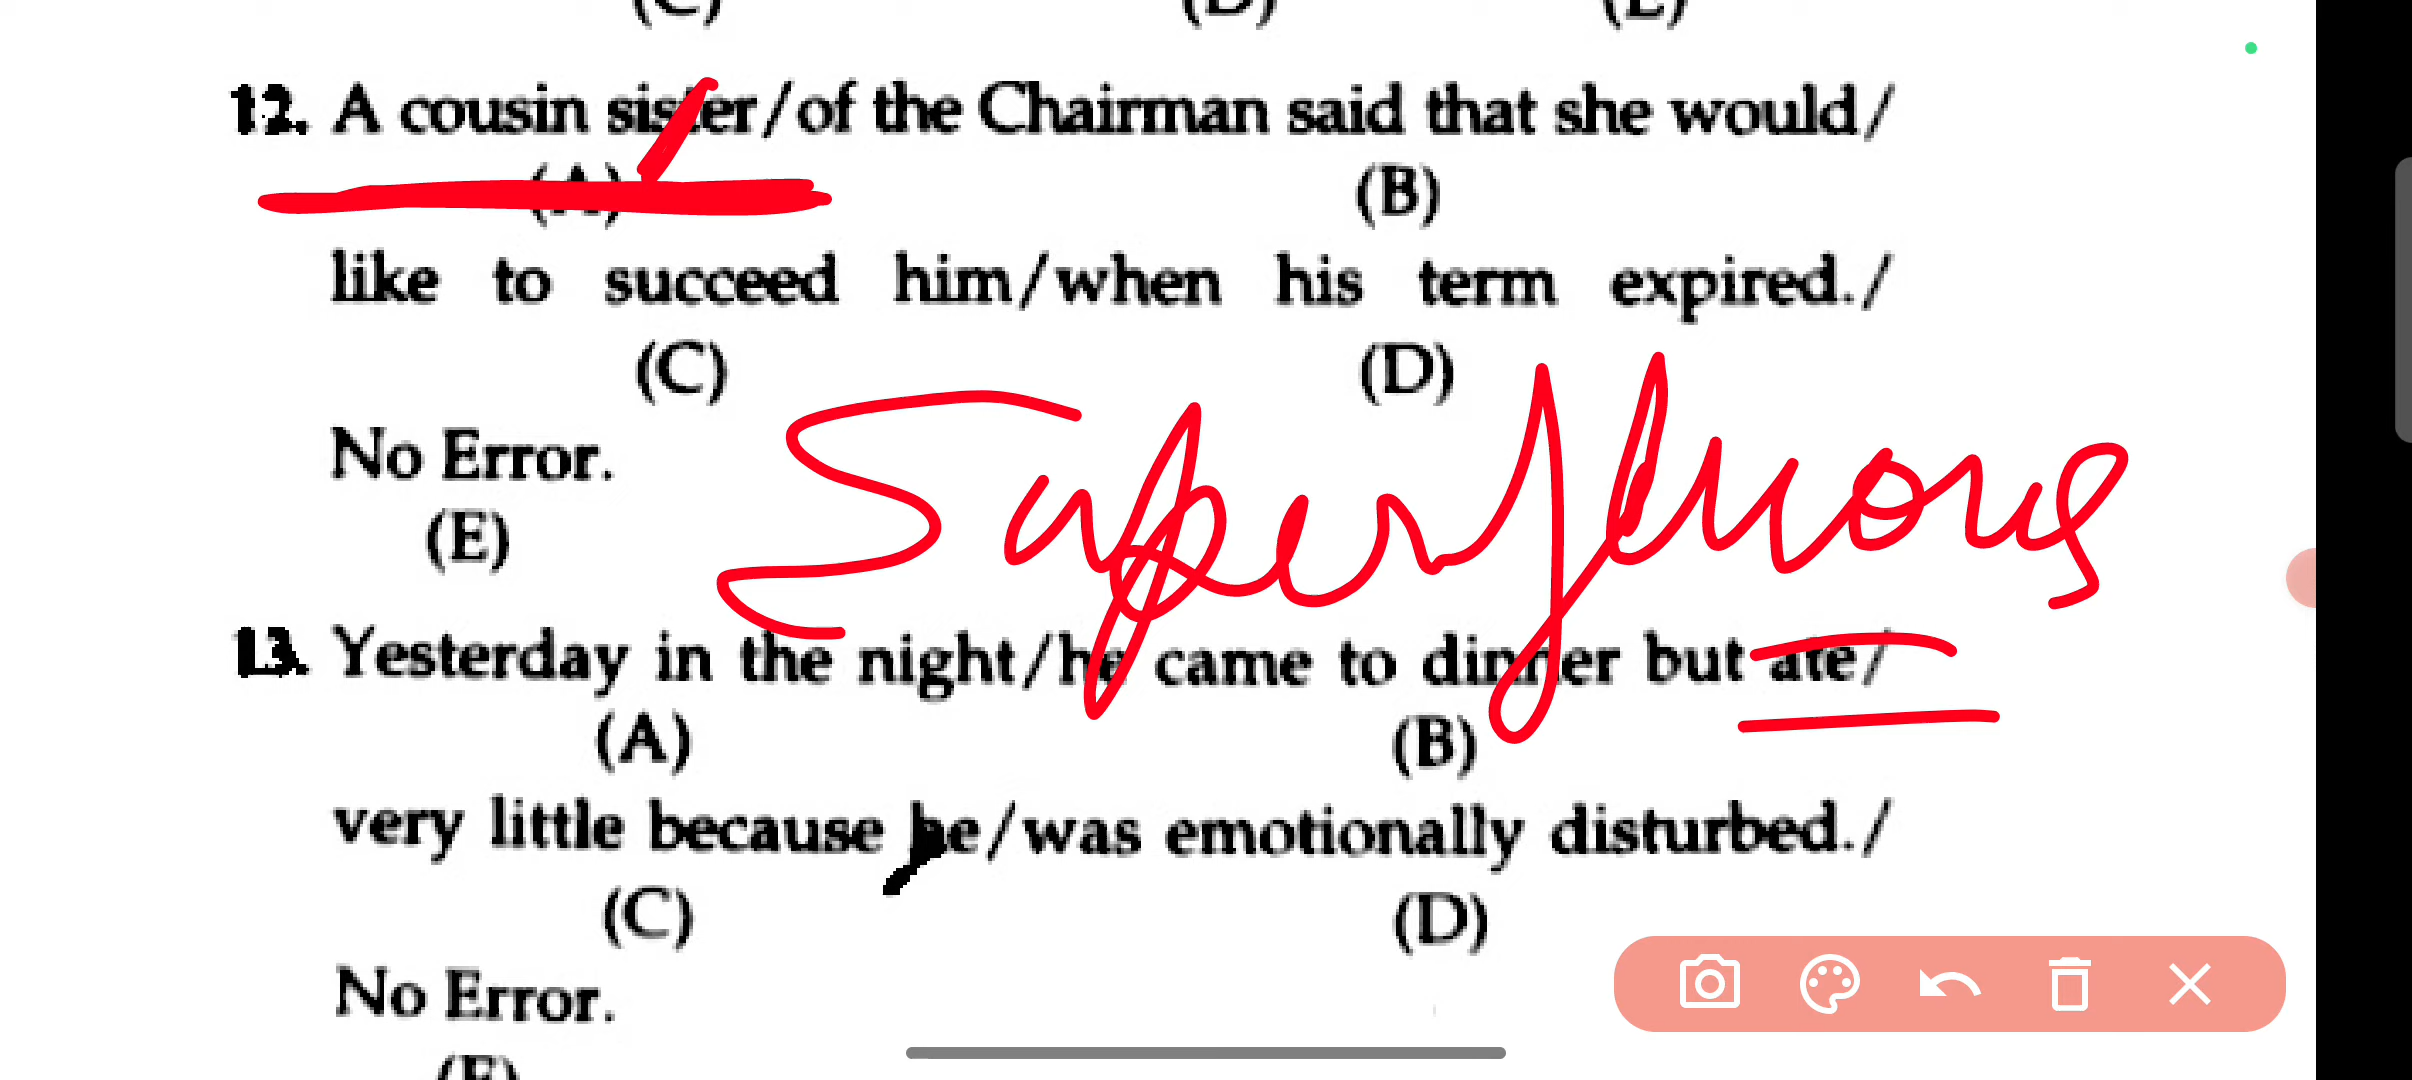 (C) (D) (E)
12. A cousin sister/of the Chairman said that she would/
(A) (B)
like to succeed him/when his term expired./
(C) (D)
No Error.
(E)
Superfluous
13. Yesterday in the night/he came to dinner but ate/
(A) (B)
very little because he/was emotionally disturbed./
(C) (D)
No Error.
(E)